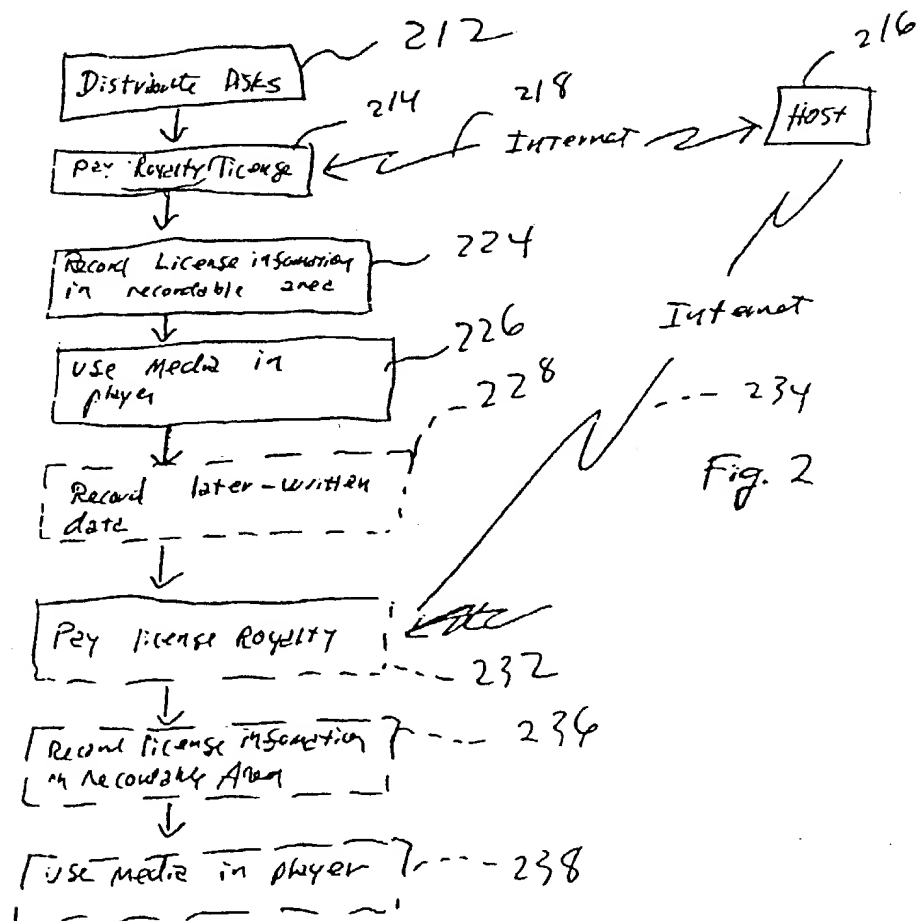 212
Distribute Disks
216
Host
214
218
Internet
Pay Royalty/License
224
Record License information
in recordable area
226
Use Media in
player
Internet
228
234
Record later-written
data
Fig. 2
Pay license Royalty
232
Record license information
in recordable Area
236
Use Media in player
238